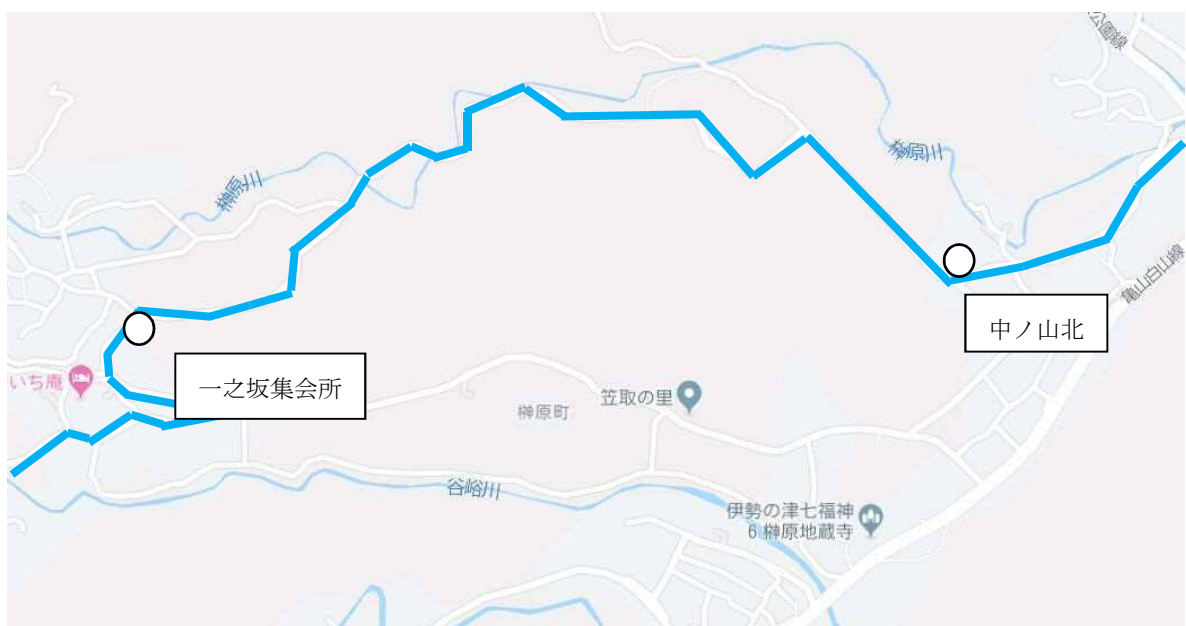 公園線
榊原川
榊原川
亀山白山線
中ノ山北
いち庵
一之坂集会所
笠取の里
榊原町
谷峪川
伊勢の津七福神
6 榊原地蔵寺